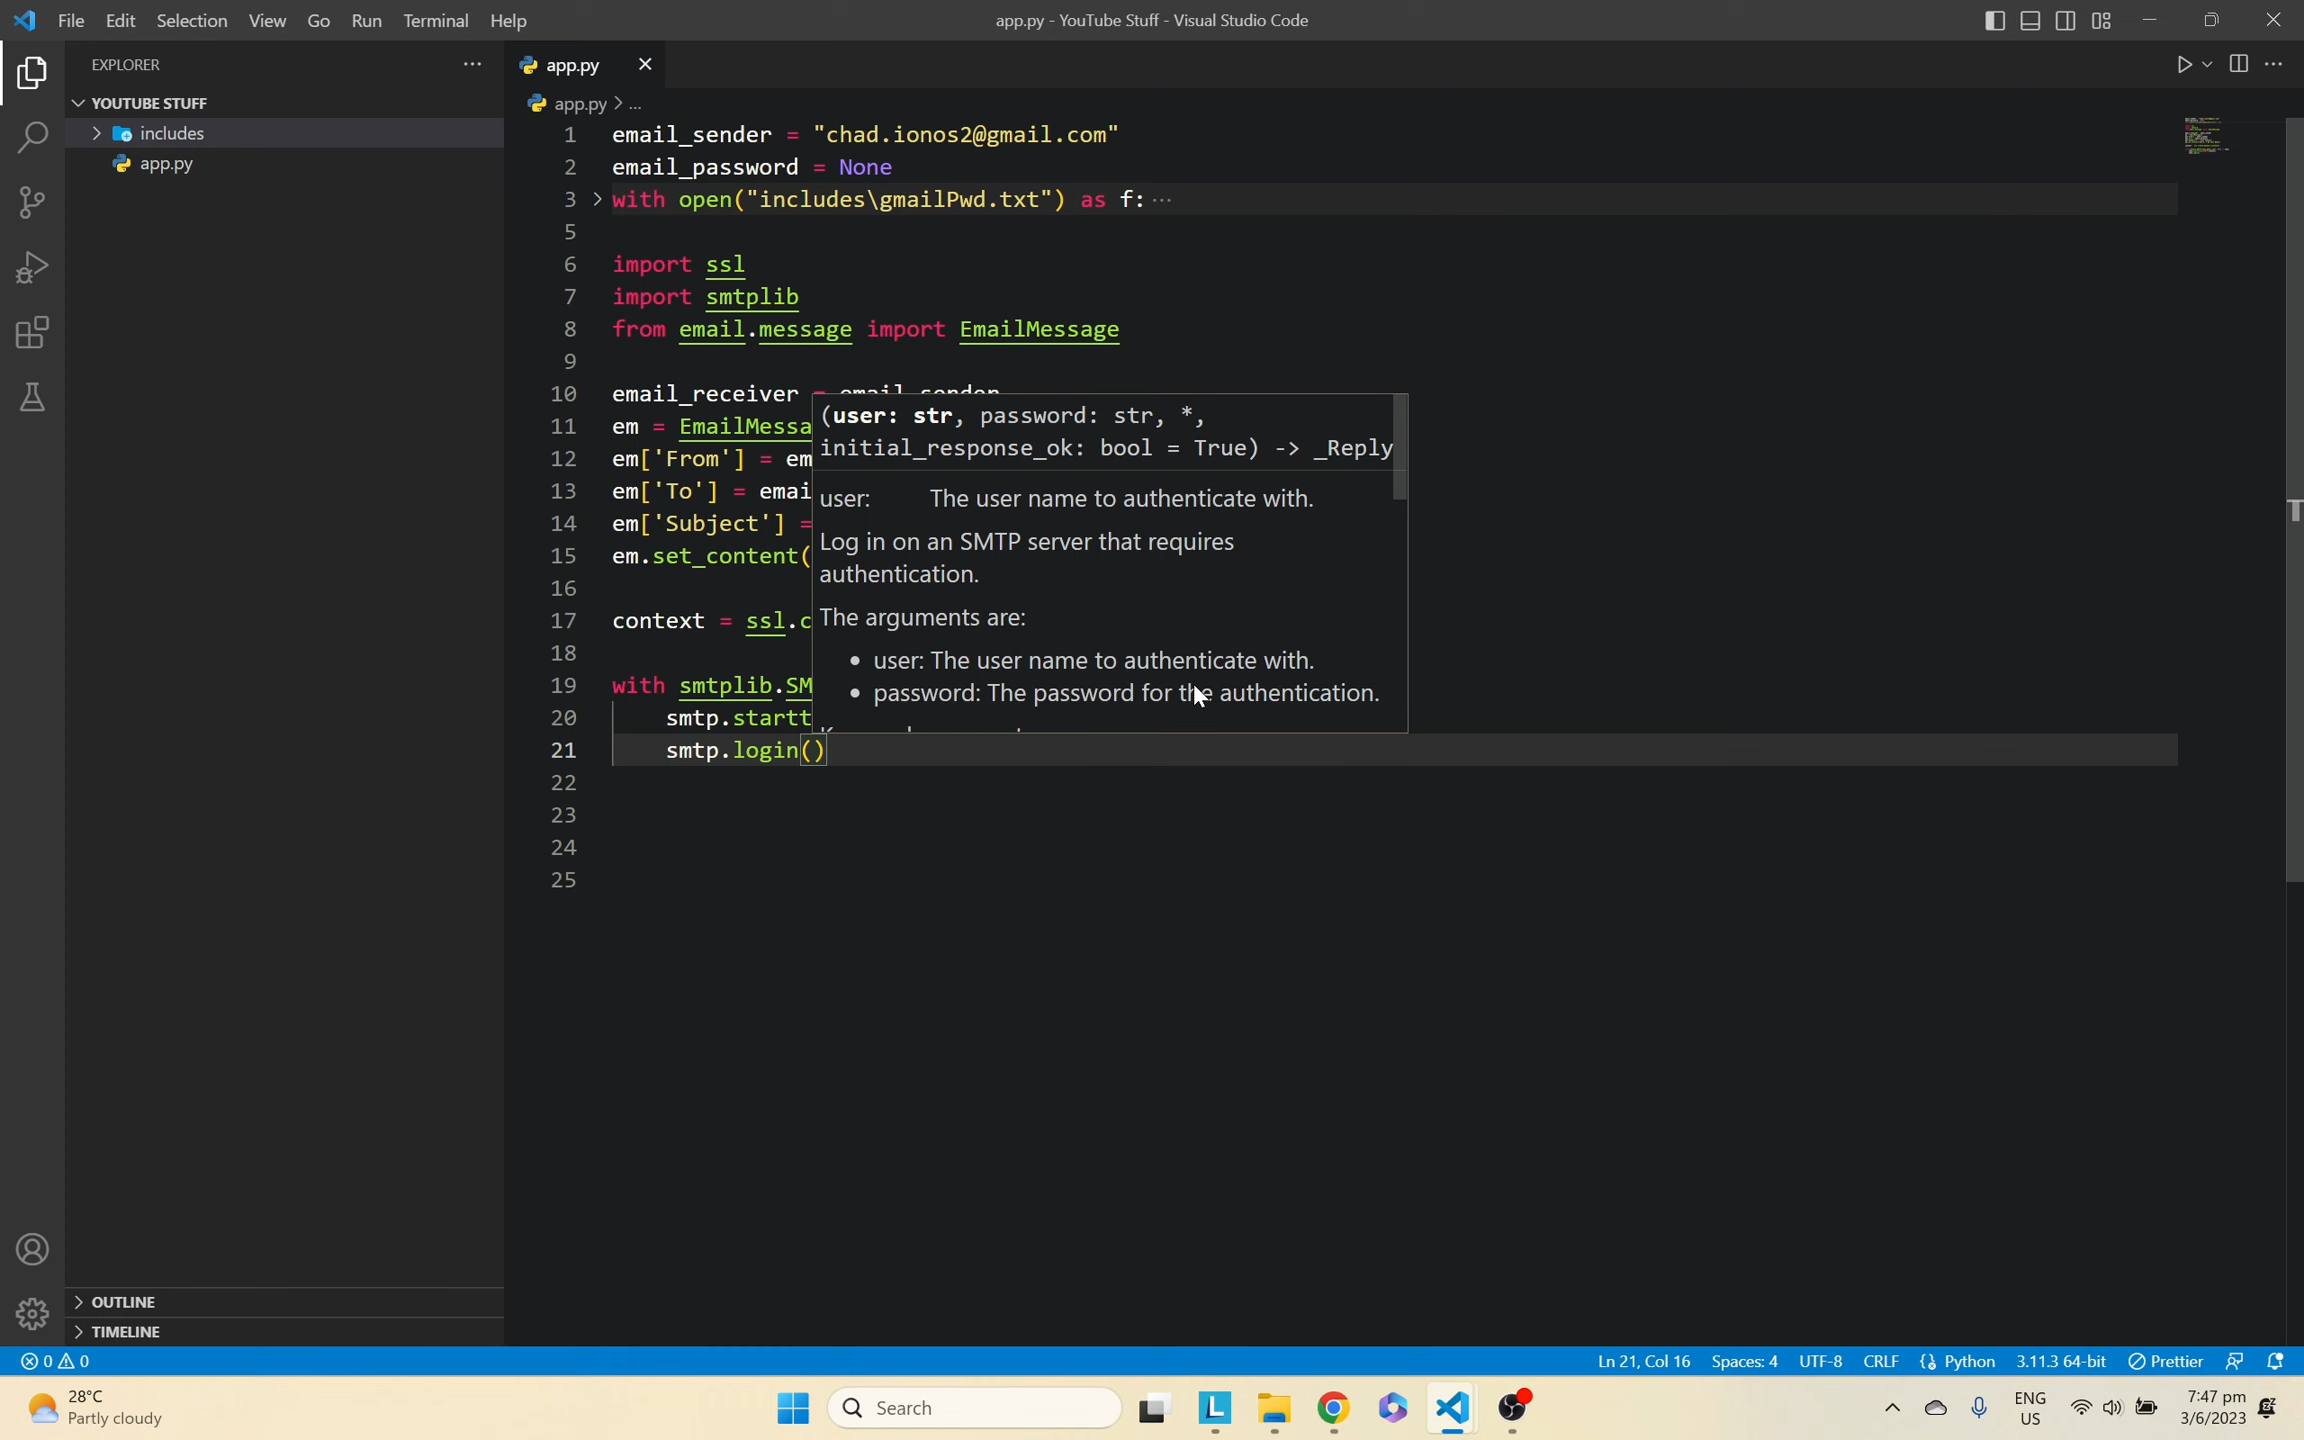 File Edit Selection View Go Run Terminal Help
app.py - YouTube Stuff - Visual Studio Code
EXPLORER
app.py
YOUTUBE STUFF
app.py > ...
includes
app.py
1 email_sender = "chad.ionos2@gmail.com"
2 email_password = None
3 with open("includes\gmailPwd.txt") as f: ...
5
6 import ssl
7 import smtplib
8 from email.message import EmailMessage
9
10 email_receiver = email_sender
11 em = EmailMessa
12 em['From'] = em
13 em['To'] = emai
14 em['Subject'] =
15 em.set_content(
16
17 context = ssl.c
18
19 with smtplib.SM
20 smtp.startt
21 smtp.login()
22
23
24
25
(user: str, password: str, *,
initial_response_ok: bool = True) -> _Reply
user: The user name to authenticate with.
Log in on an SMTP server that requires
authentication.
The arguments are:
• user: The user name to authenticate with.
• password: The password for the authentication.
OUTLINE
TIMELINE
0 0
Ln 21, Col 16 Spaces: 4 UTF-8 CRLF Python 3.11.3 64-bit Prettier
28°C
Partly cloudy
Search
ENG
US
7:47 pm
3/6/2023